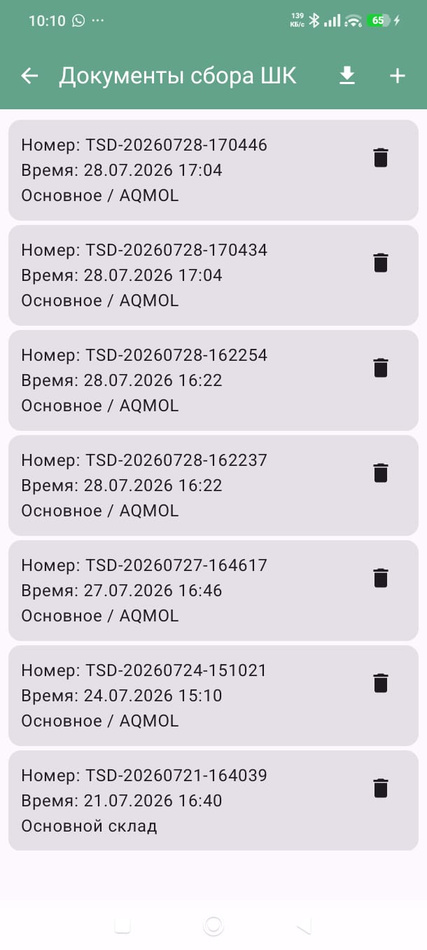 10:10
139
КБ/с
65
Документы сбора ШК
Номер: TSD-20260728-170446
Время: 28.07.2026 17:04
Основное / AQMOL
Номер: TSD-20260728-170434
Время: 28.07.2026 17:04
Основное / AQMOL
Номер: TSD-20260728-162254
Время: 28.07.2026 16:22
Основное / AQMOL
Номер: TSD-20260728-162237
Время: 28.07.2026 16:22
Основное / AQMOL
Номер: TSD-20260727-164617
Время: 27.07.2026 16:46
Основное / AQMOL
Номер: TSD-20260724-151021
Время: 24.07.2026 15:10
Основное / AQMOL
Номер: TSD-20260721-164039
Время: 21.07.2026 16:40
Основной склад